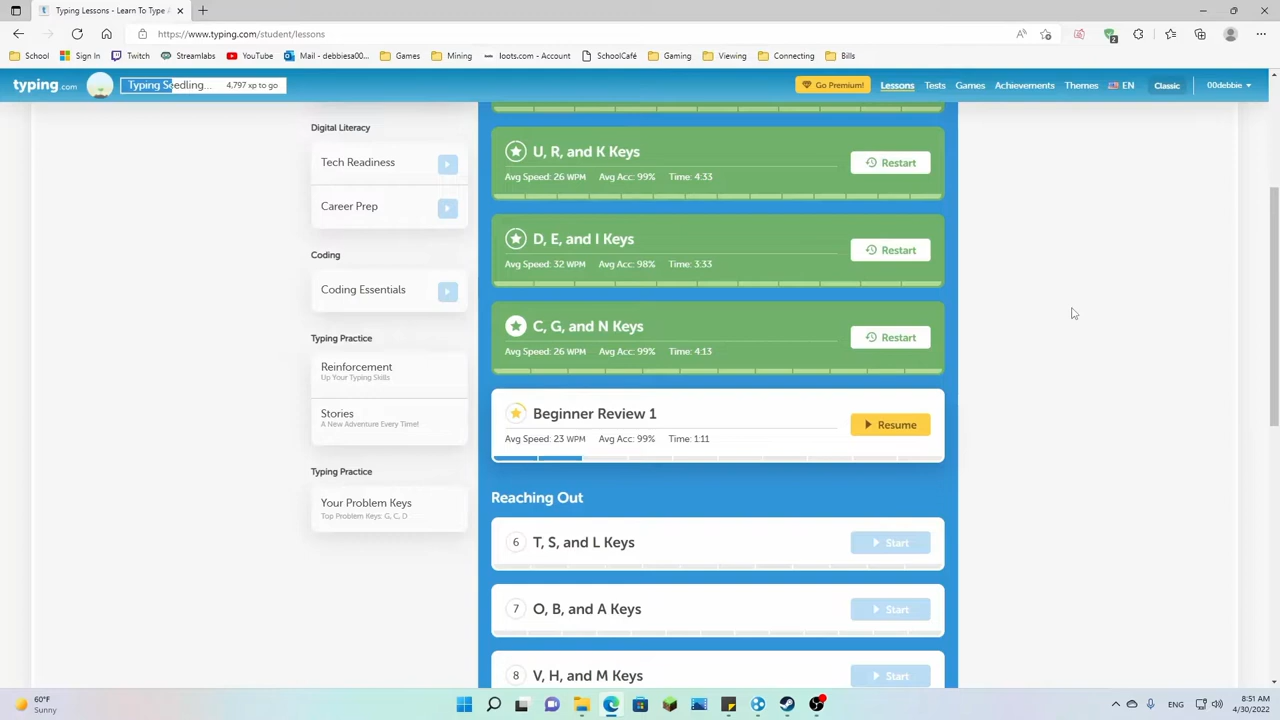 Typing Lessons - Learn To Type A
https://www.typing.com/student/lessons
School Sign In Twitch Streamlabs YouTube Mail - debbiesa00... Games Mining loots.com - Account SchoolCafé Gaming Viewing Connecting Bills
typing.com Typing Seedling... 4,797 xp to go Go Premium! Lessons Tests Games Achievements Themes EN Classic 00debbie
Digital Literacy
Tech Readiness
Career Prep
Coding
Coding Essentials
Typing Practice
Reinforcement
Up Your Typing Skills
Stories
A New Adventure Every Time!
Typing Practice
Your Problem Keys
Top Problem Keys: G, C, D
U, R, and K Keys
Restart
Avg Speed: 26 WPM Avg Acc: 99% Time: 4:33
D, E, and I Keys
Restart
Avg Speed: 32 WPM Avg Acc: 98% Time: 3:33
C, G, and N Keys
Restart
Avg Speed: 26 WPM Avg Acc: 99% Time: 4:13
Beginner Review 1
Resume
Avg Speed: 23 WPM Avg Acc: 99% Time: 1:11
Reaching Out
6 T, S, and L Keys Start
7 O, B, and A Keys Start
8 V, H, and M Keys Start
60°F
Sunny
ENG
8:51 AM
4/30/2022